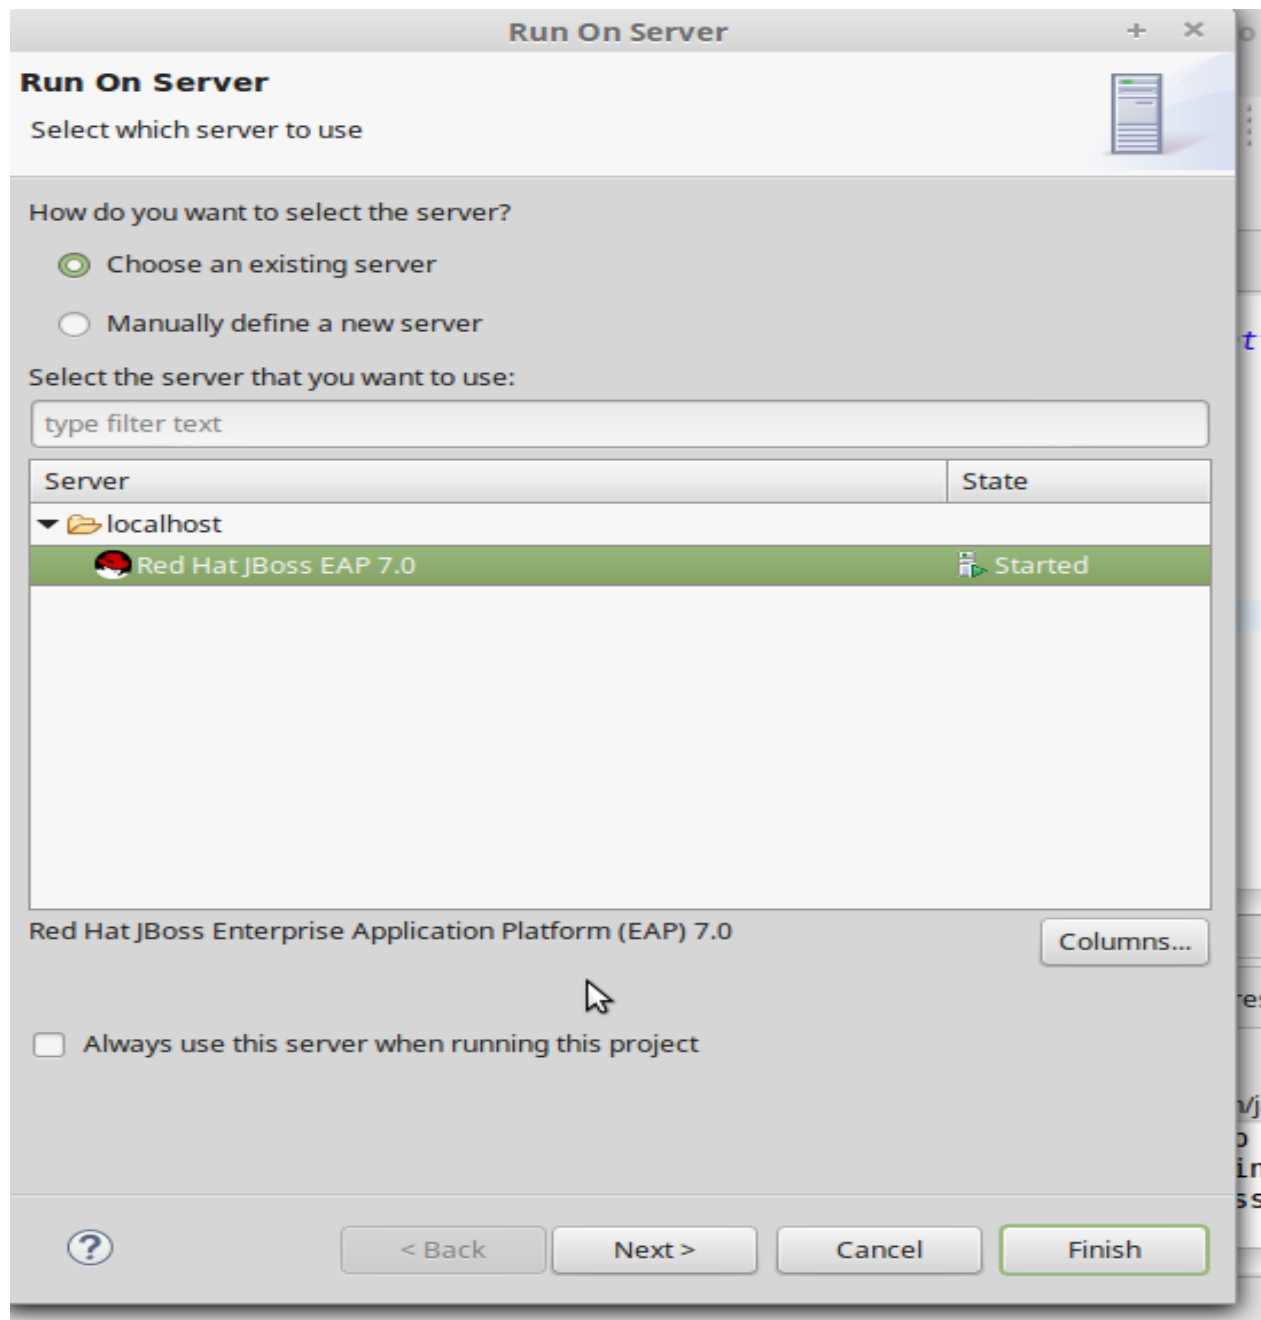 Run On Server
Run On Server
Select which server to use
How do you want to select the server?
Choose an existing server
Manually define a new server
Select the server that you want to use:
type filter text
Server State
localhost
Red Hat JBoss EAP 7.0 Started
Red Hat JBoss Enterprise Application Platform (EAP) 7.0
Columns...
Always use this server when running this project
< Back Next > Cancel Finish